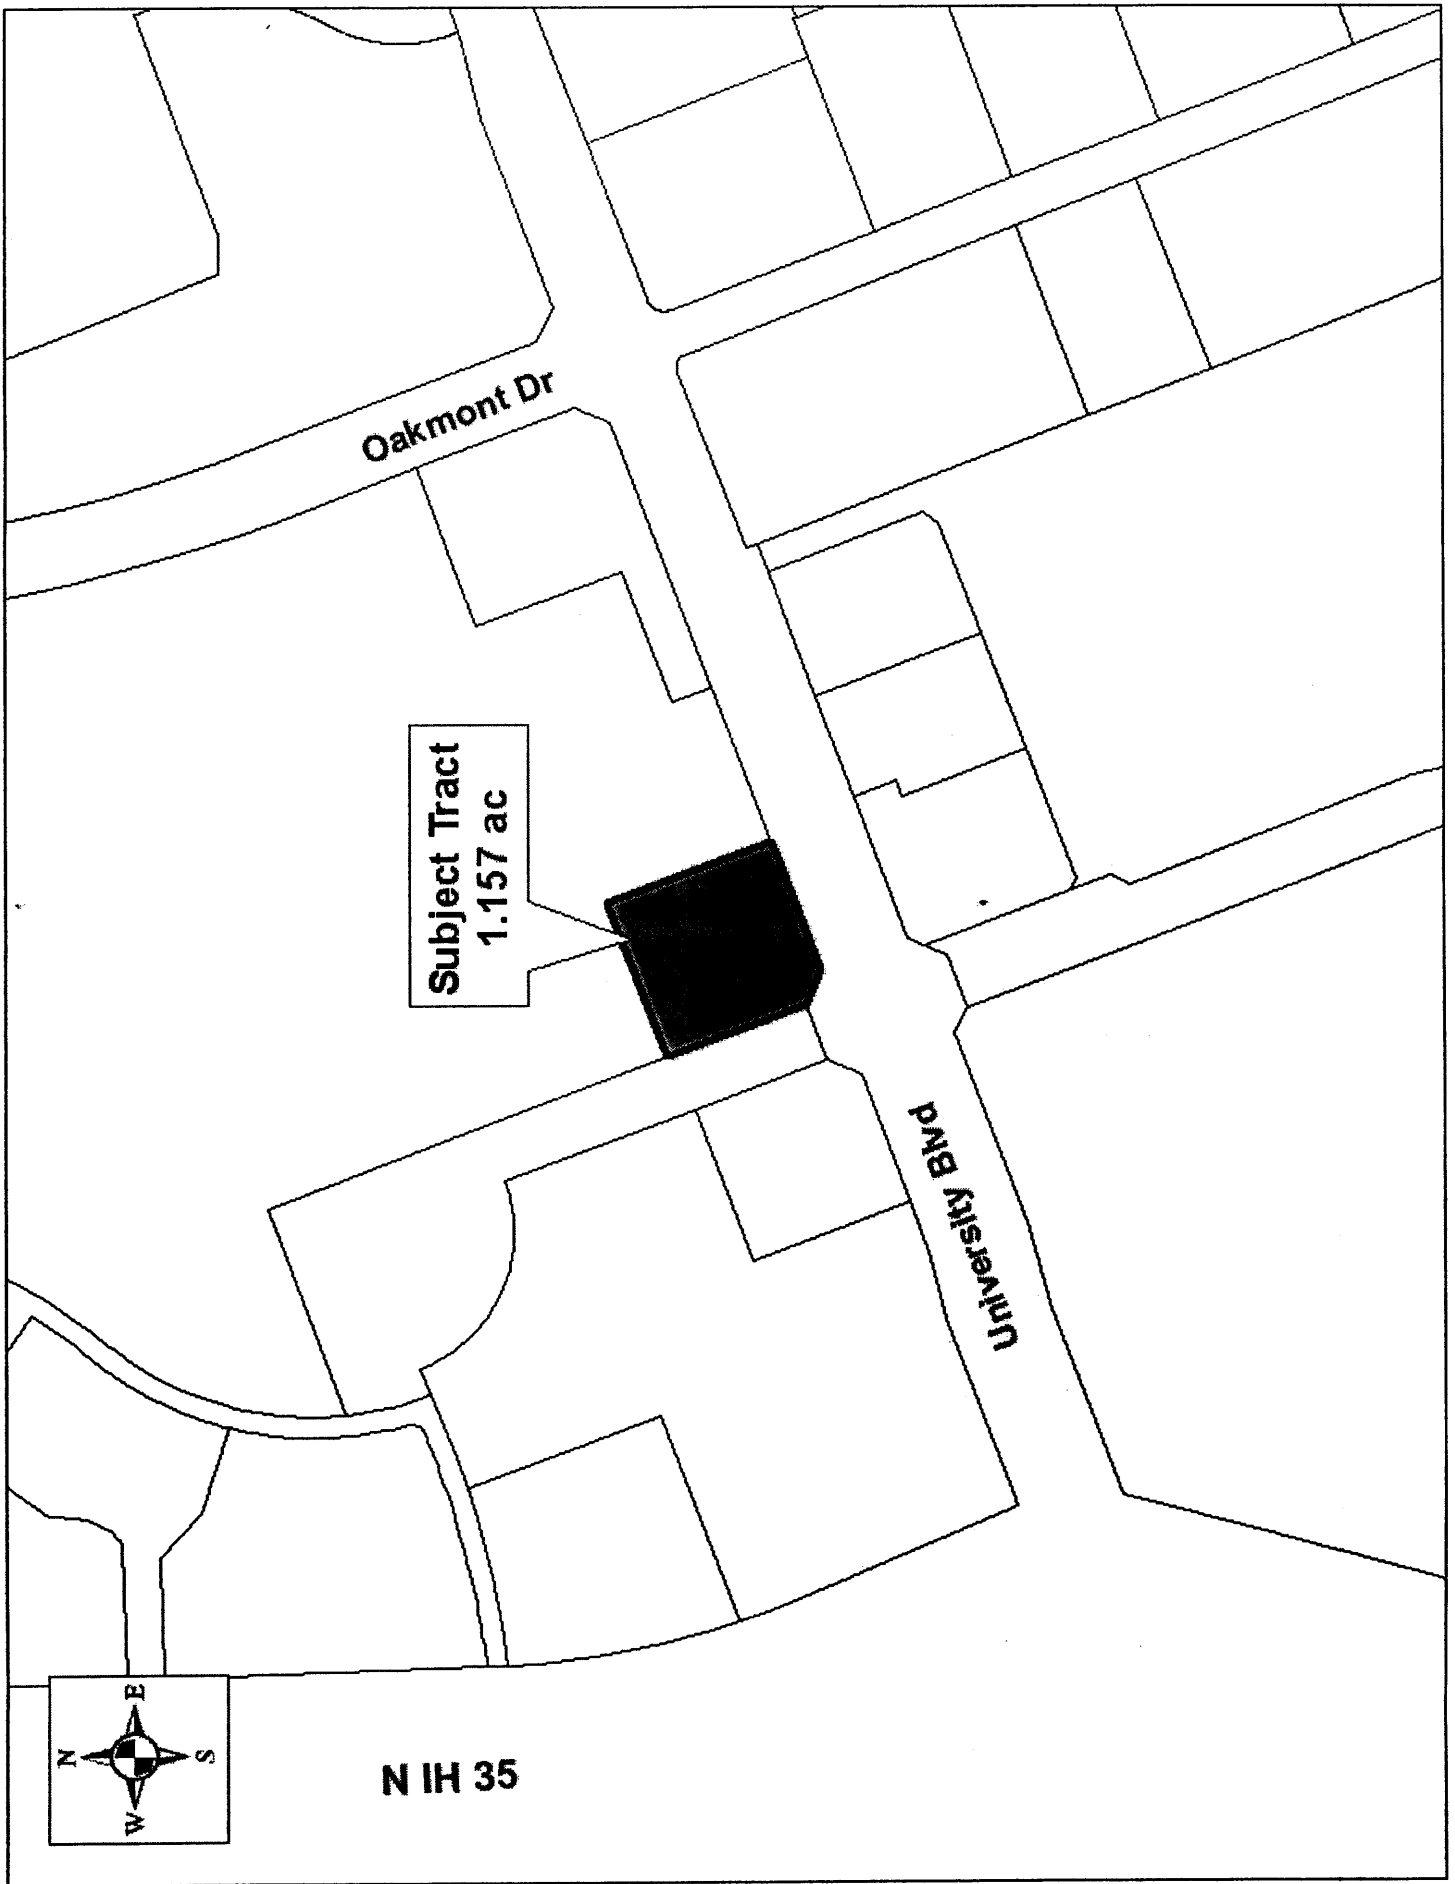 Oakmont Dr
Subject Tract
1.157 ac
University Blvd
N
W
E
S
N IH 35